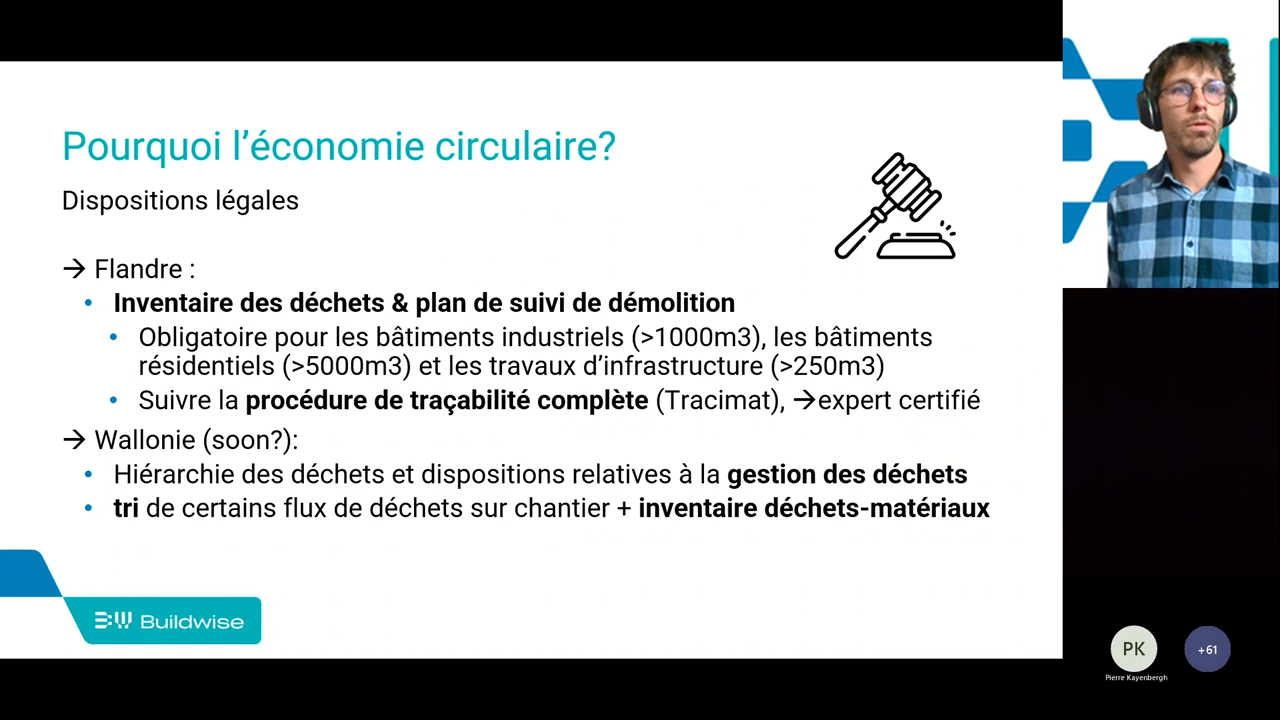 Pourquoi l’économie circulaire?
Dispositions légales
→ Flandre :
• Inventaire des déchets & plan de suivi de démolition
• Obligatoire pour les bâtiments industriels (>1000m3), les bâtiments
résidentiels (>5000m3) et les travaux d’infrastructure (>250m3)
• Suivre la procédure de traçabilité complète (Tracimat), →expert certifié
→ Wallonie (soon?):
• Hiérarchie des déchets et dispositions relatives à la gestion des déchets
• tri de certains flux de déchets sur chantier + inventaire déchets-matériaux
Buildwise
PK
+61
Pierre Kayenbergh